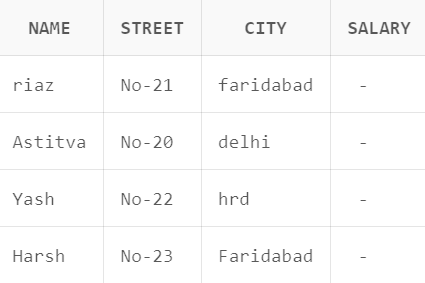 NAME STREET CITY SALARY
riaz No-21 faridabad -
Astitva No-20 delhi -
Yash No-22 hrd -
Harsh No-23 Faridabad -